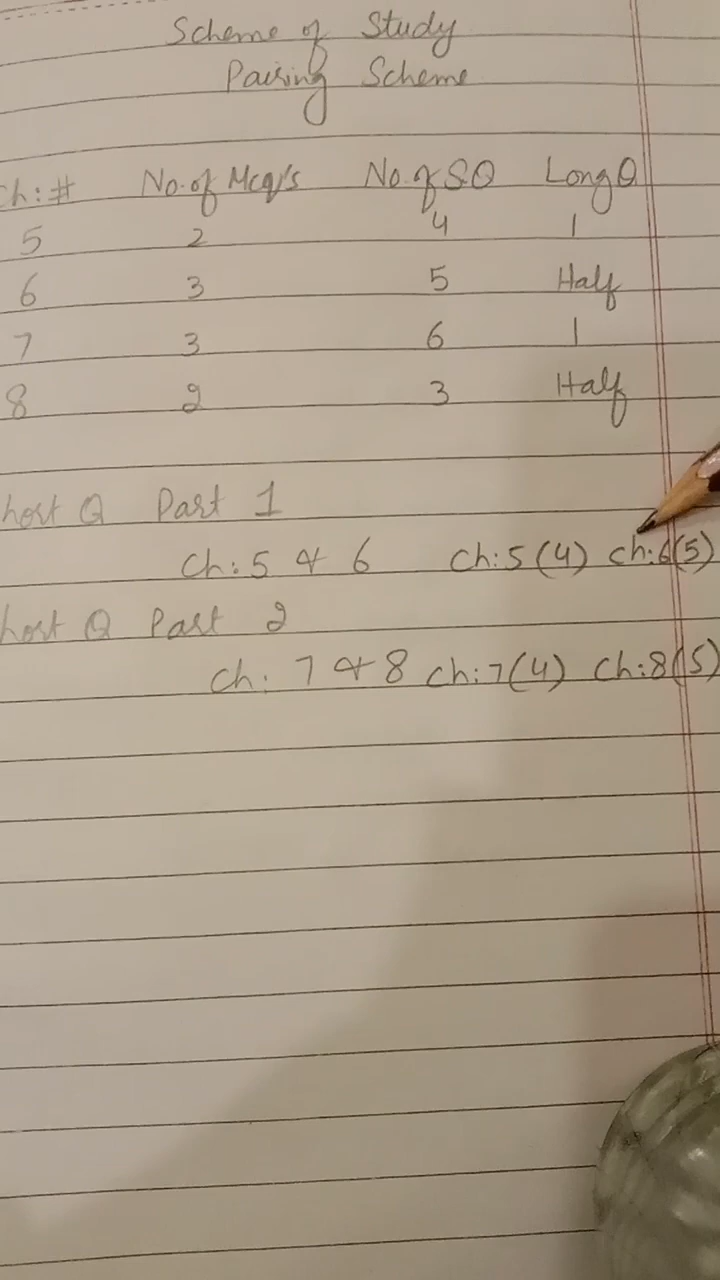 Scheme of Study
Pairing Scheme
Ch:# No. of Mcq's No. of SQ Long Q
5 2 4 1
6 3 5 Half
7 3 6 1
8 2 3 Half
hort Q Part 1
Ch: 5 & 6 Ch:5(4) Ch:6(5)
hort Q Part 2
Ch: 7 & 8 Ch:7(4) Ch:8(5)